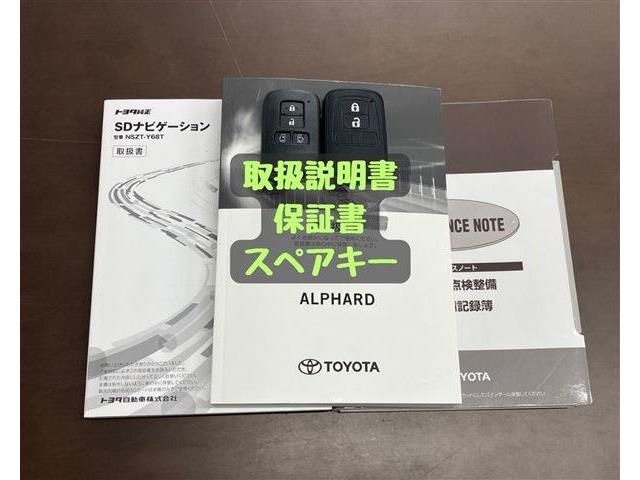 トヨタ純正
SDナビゲーション
型番 NSZT-Y68T
取扱書
トヨタ自動車株式会社
取扱説明書
保証書
スペアキー
ALPHARD
TOYOTA
NCE NOTE
スノート
点検整備
記録簿
YOTA